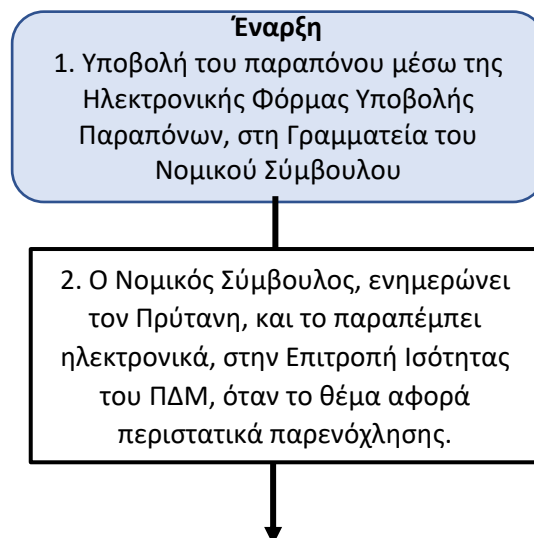 Έναρξη
1. Υποβολή του παραπόνου μέσω της
Ηλεκτρονικής Φόρμας Υποβολής
Παραπόνων, στη Γραμματεία του
Νομικού Σύμβουλου
2. Ο Νομικός Σύμβουλος, ενημερώνει
τον Πρύτανη, και το παραπέμπει
ηλεκτρονικά, στην Επιτροπή Ισότητας
του ΠΔΜ, όταν το θέμα αφορά
περιστατικά παρενόχλησης.